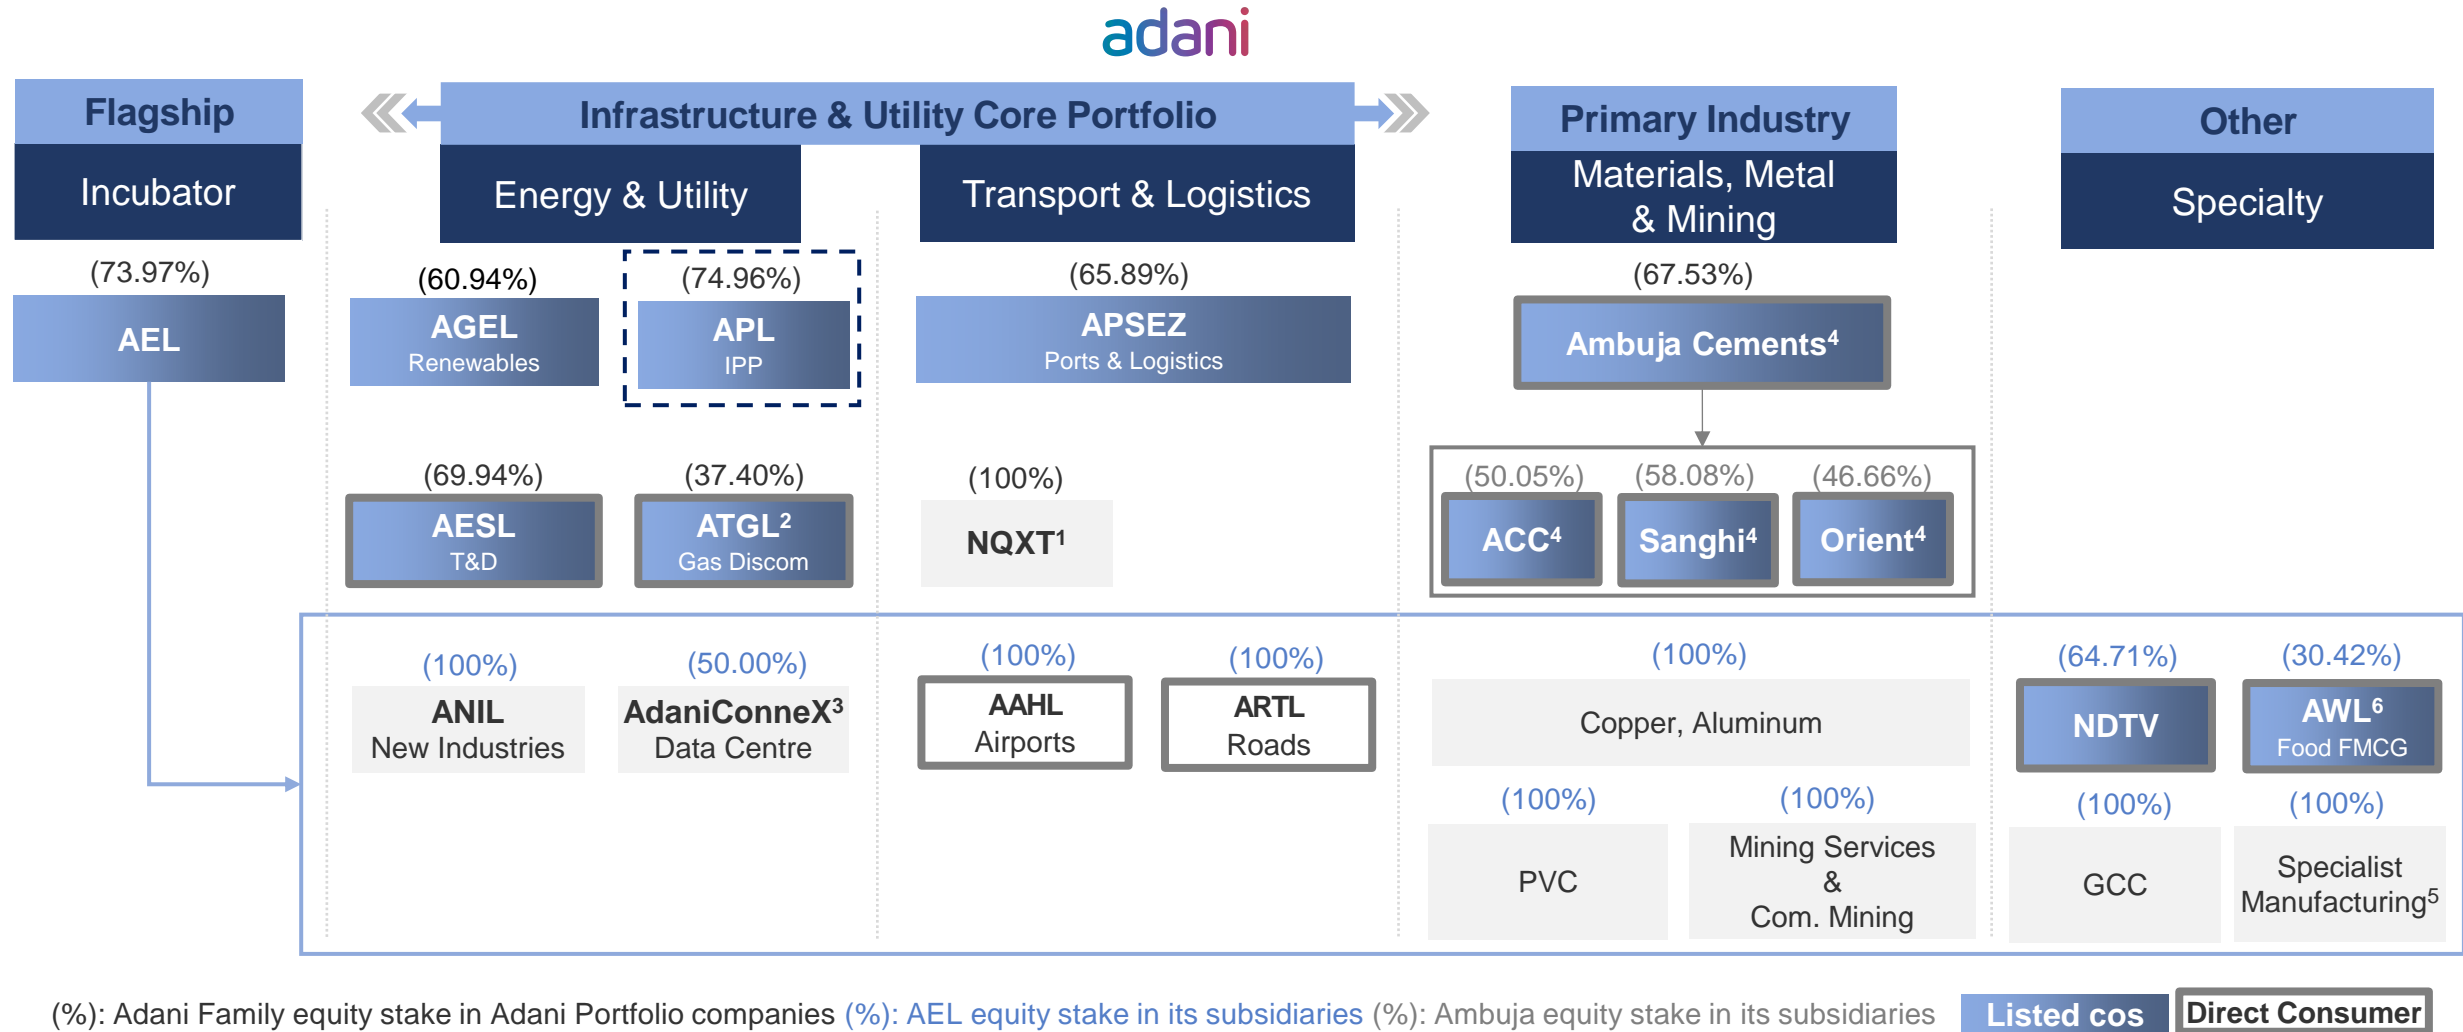 adani
Flagship
Incubator
(73.97%)
AEL
Infrastructure & Utility Core Portfolio
Energy & Utility
Transport & Logistics
(60.94%)
AGEL
Renewables
(74.96%)
APL
IPP
(65.89%)
APSEZ
Ports & Logistics
(69.94%)
AESL
T&D
(37.40%)
ATGL²
Gas Discom
(100%)
NQXT¹
Primary Industry
Materials, Metal
& Mining
(67.53%)
Ambuja Cements⁴
(50.05%)
ACC⁴
(58.08%)
Sanghi⁴
(46.66%)
Orient⁴
Other
Specialty
(100%)
ANIL
New Industries
(50.00%)
AdaniConneX³
Data Centre
(100%)
AAHL
Airports
(100%)
ARTL
Roads
(100%)
Copper, Aluminum
(100%)
PVC
(100%)
Mining Services
&
Com. Mining
(64.71%)
NDTV
(30.42%)
AWL⁶
Food FMCG
(100%)
GCC
(100%)
Specialist
Manufacturing⁵
(%): Adani Family equity stake in Adani Portfolio companies (%): AEL equity stake in its subsidiaries (%): Ambuja equity stake in its subsidiaries
Listed cos
Direct Consumer